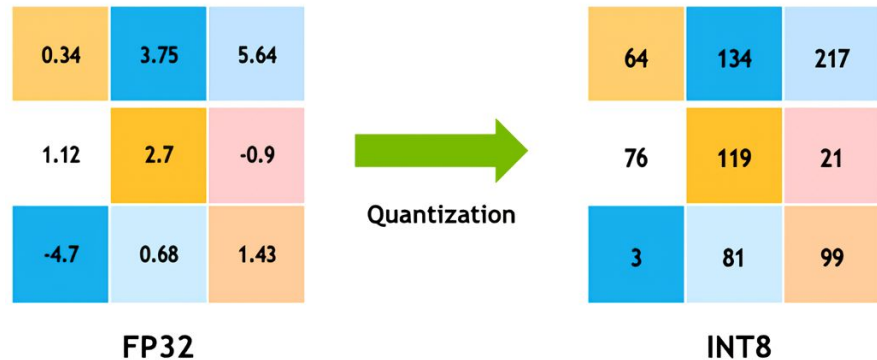 0.34 3.75 5.64 64 134 217
1.12 2.7 -0.9 76 119 21
Quantization
-4.7 0.68 1.43 3 81 99
FP32 INT8